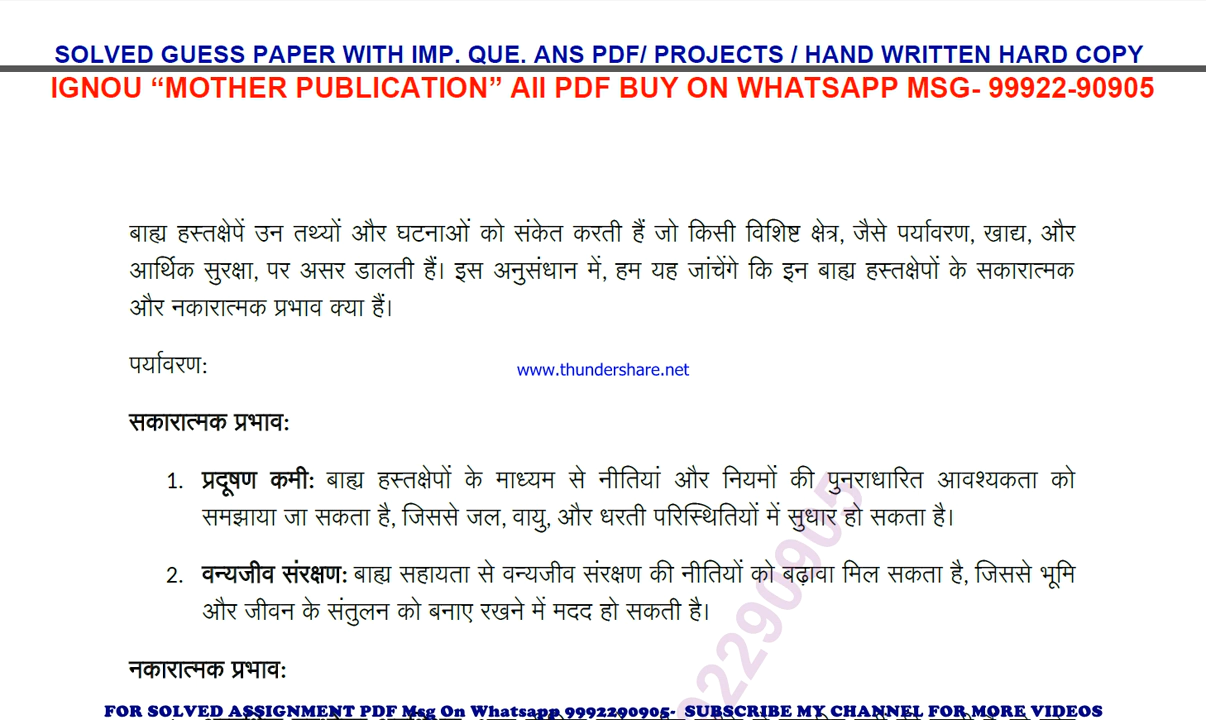 SOLVED GUESS PAPER WITH IMP. QUE. ANS PDF/ PROJECTS / HAND WRITTEN HARD COPY
IGNOU “MOTHER PUBLICATION” All PDF BUY ON WHATSAPP MSG- 99922-90905
बाह्य हस्तक्षेपें उन तथ्यों और घटनाओं को संकेत करती हैं जो किसी विशिष्ट क्षेत्र, जैसे पर्यावरण, खाद्य, और
आर्थिक सुरक्षा, पर असर डालती हैं। इस अनुसंधान में, हम यह जांचेंगे कि इन बाह्य हस्तक्षेपों के सकारात्मक
और नकारात्मक प्रभाव क्या हैं।
पर्यावरण:
www.thundershare.net
सकारात्मक प्रभाव:
1. प्रदूषण कमी: बाह्य हस्तक्षेपों के माध्यम से नीतियां और नियमों की पुनराधारित आवश्यकता को
समझाया जा सकता है, जिससे जल, वायु, और धरती परिस्थितियों में सुधार हो सकता है।
2. वन्यजीव संरक्षण: बाह्य सहायता से वन्यजीव संरक्षण की नीतियों को बढ़ावा मिल सकता है, जिससे भूमि
और जीवन के संतुलन को बनाए रखने में मदद हो सकती है।
नकारात्मक प्रभाव:
FOR SOLVED ASSIGNMENT PDF Msg On Whatsapp 9992290905- SUBSCRIBE MY CHANNEL FOR MORE VIDEOS